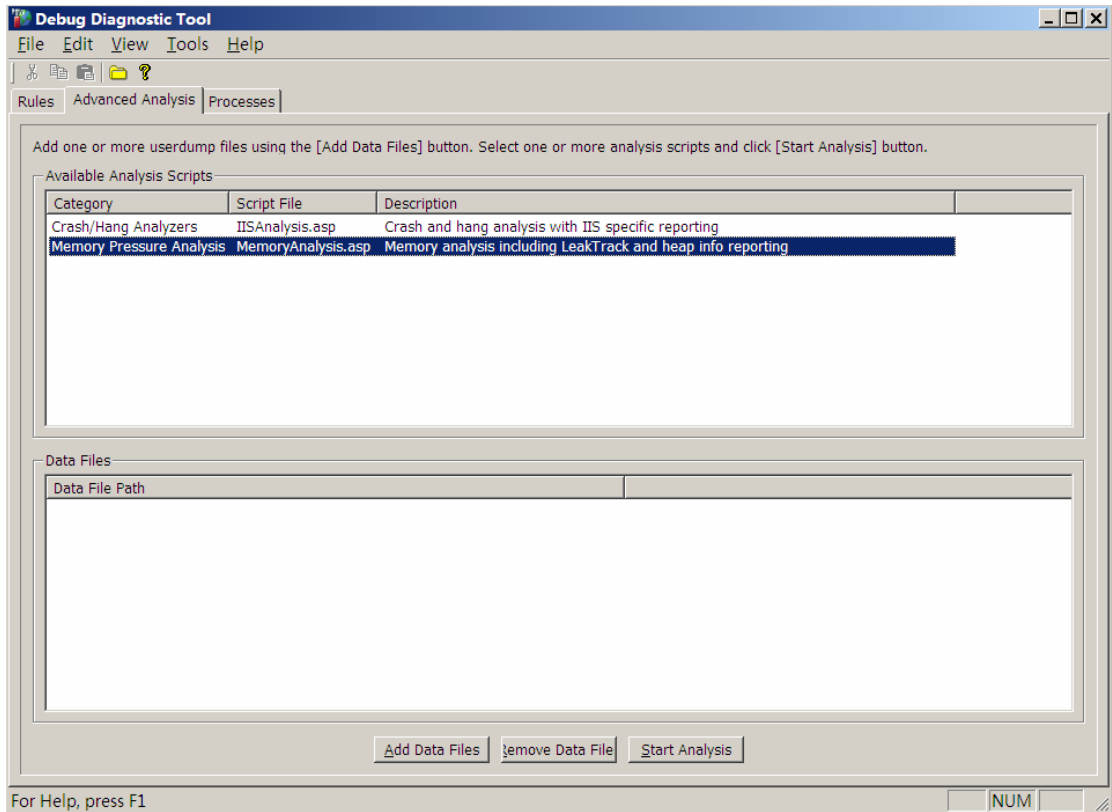 Debug Diagnostic Tool
File Edit View Tools Help
Rules Advanced Analysis Processes
Add one or more userdump files using the [Add Data Files] button. Select one or more analysis scripts and click [Start Analysis] button.
Available Analysis Scripts
Category Script File Description
Crash/Hang Analyzers IISAnalysis.asp Crash and hang analysis with IIS specific reporting
Memory Pressure Analysis MemoryAnalysis.asp Memory analysis including LeakTrack and heap info reporting
Data Files
Data File Path
Add Data Files Remove Data File Start Analysis
For Help, press F1 NUM